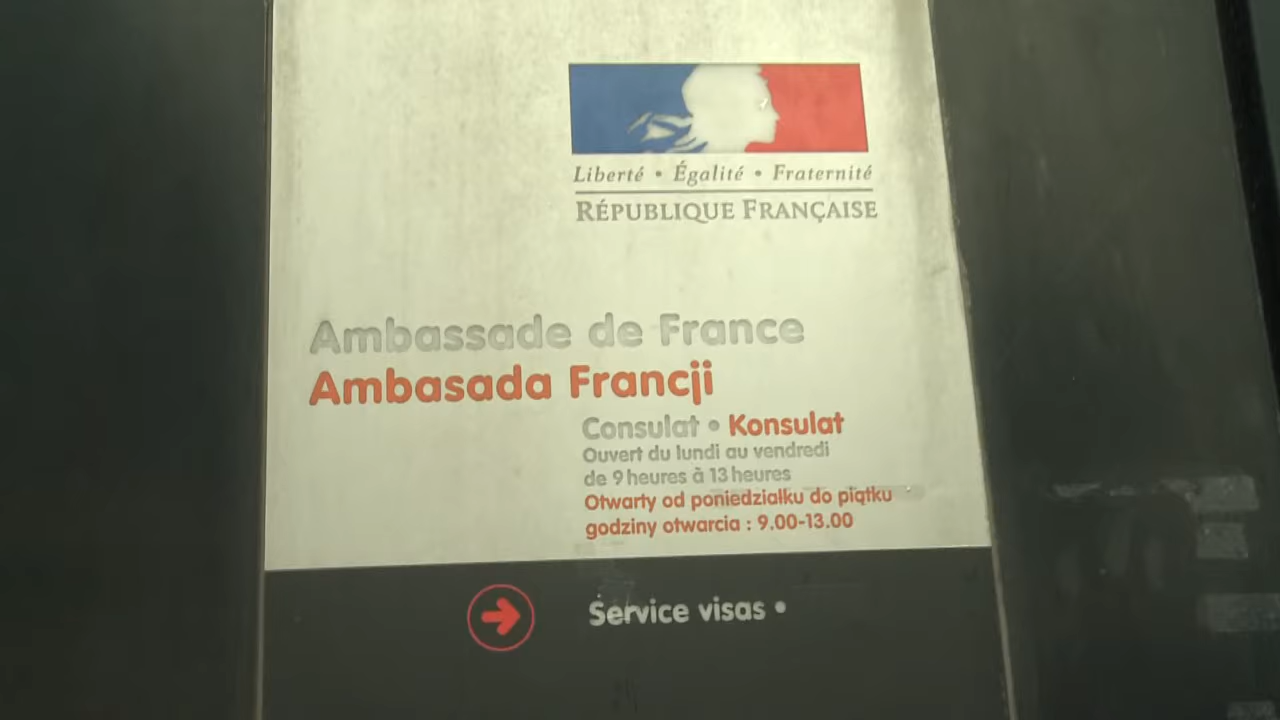 Liberté • Égalité • Fraternité
RÉPUBLIQUE FRANÇAISE
Ambassade de France
Ambasada Francji
Consulat • Konsulat
Ouvert du lundi au vendredi
de 9 heures à 13 heures
Otwarty od poniedziałku do piątku
godziny otwarcia : 9.00-13.00
Service visas •